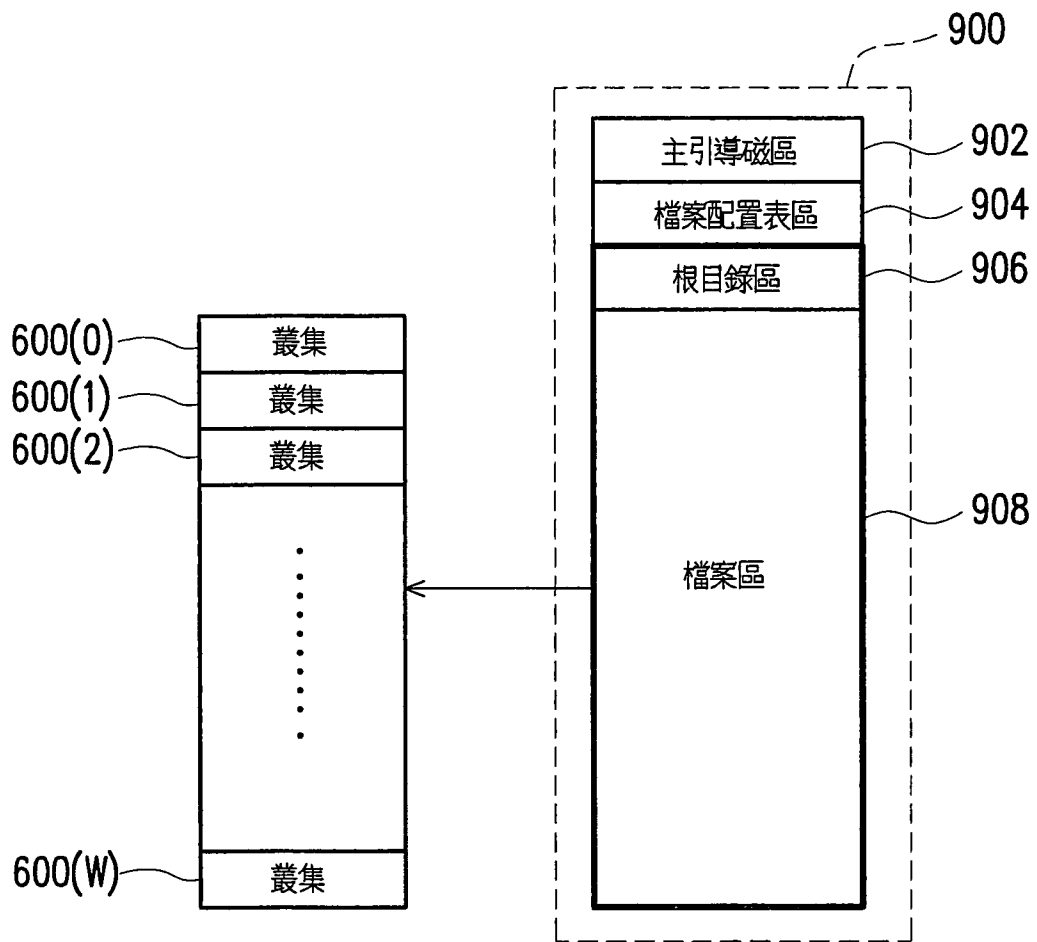 900
主引導磁區
902
檔案配置表區
904
根目錄區
906
檔案區
908
600(0)
叢集
600(1)
叢集
600(2)
叢集
600(W)
叢集